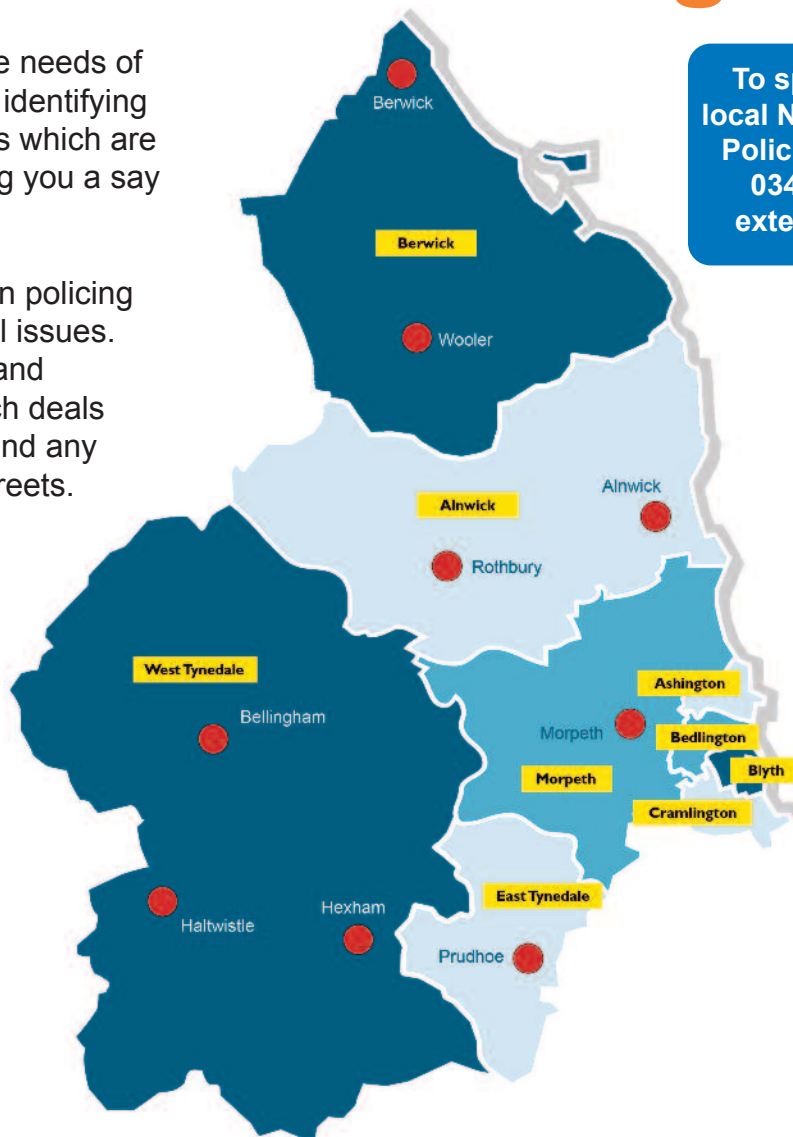 e needs of
identifying
s which are
g you a say
n policing
l issues.
and
ch deals
nd any
reets.
To sp
local N
Polic
034
exte
Berwick
Berwick
Wooler
Alnwick
Alnwick
Rothbury
West Tynedale
Bellingham
Ashington
Morpeth
Bedlington
Blyth
Morpeth
Cramlington
East Tynedale
Haltwistle
Hexham
Prudhoe